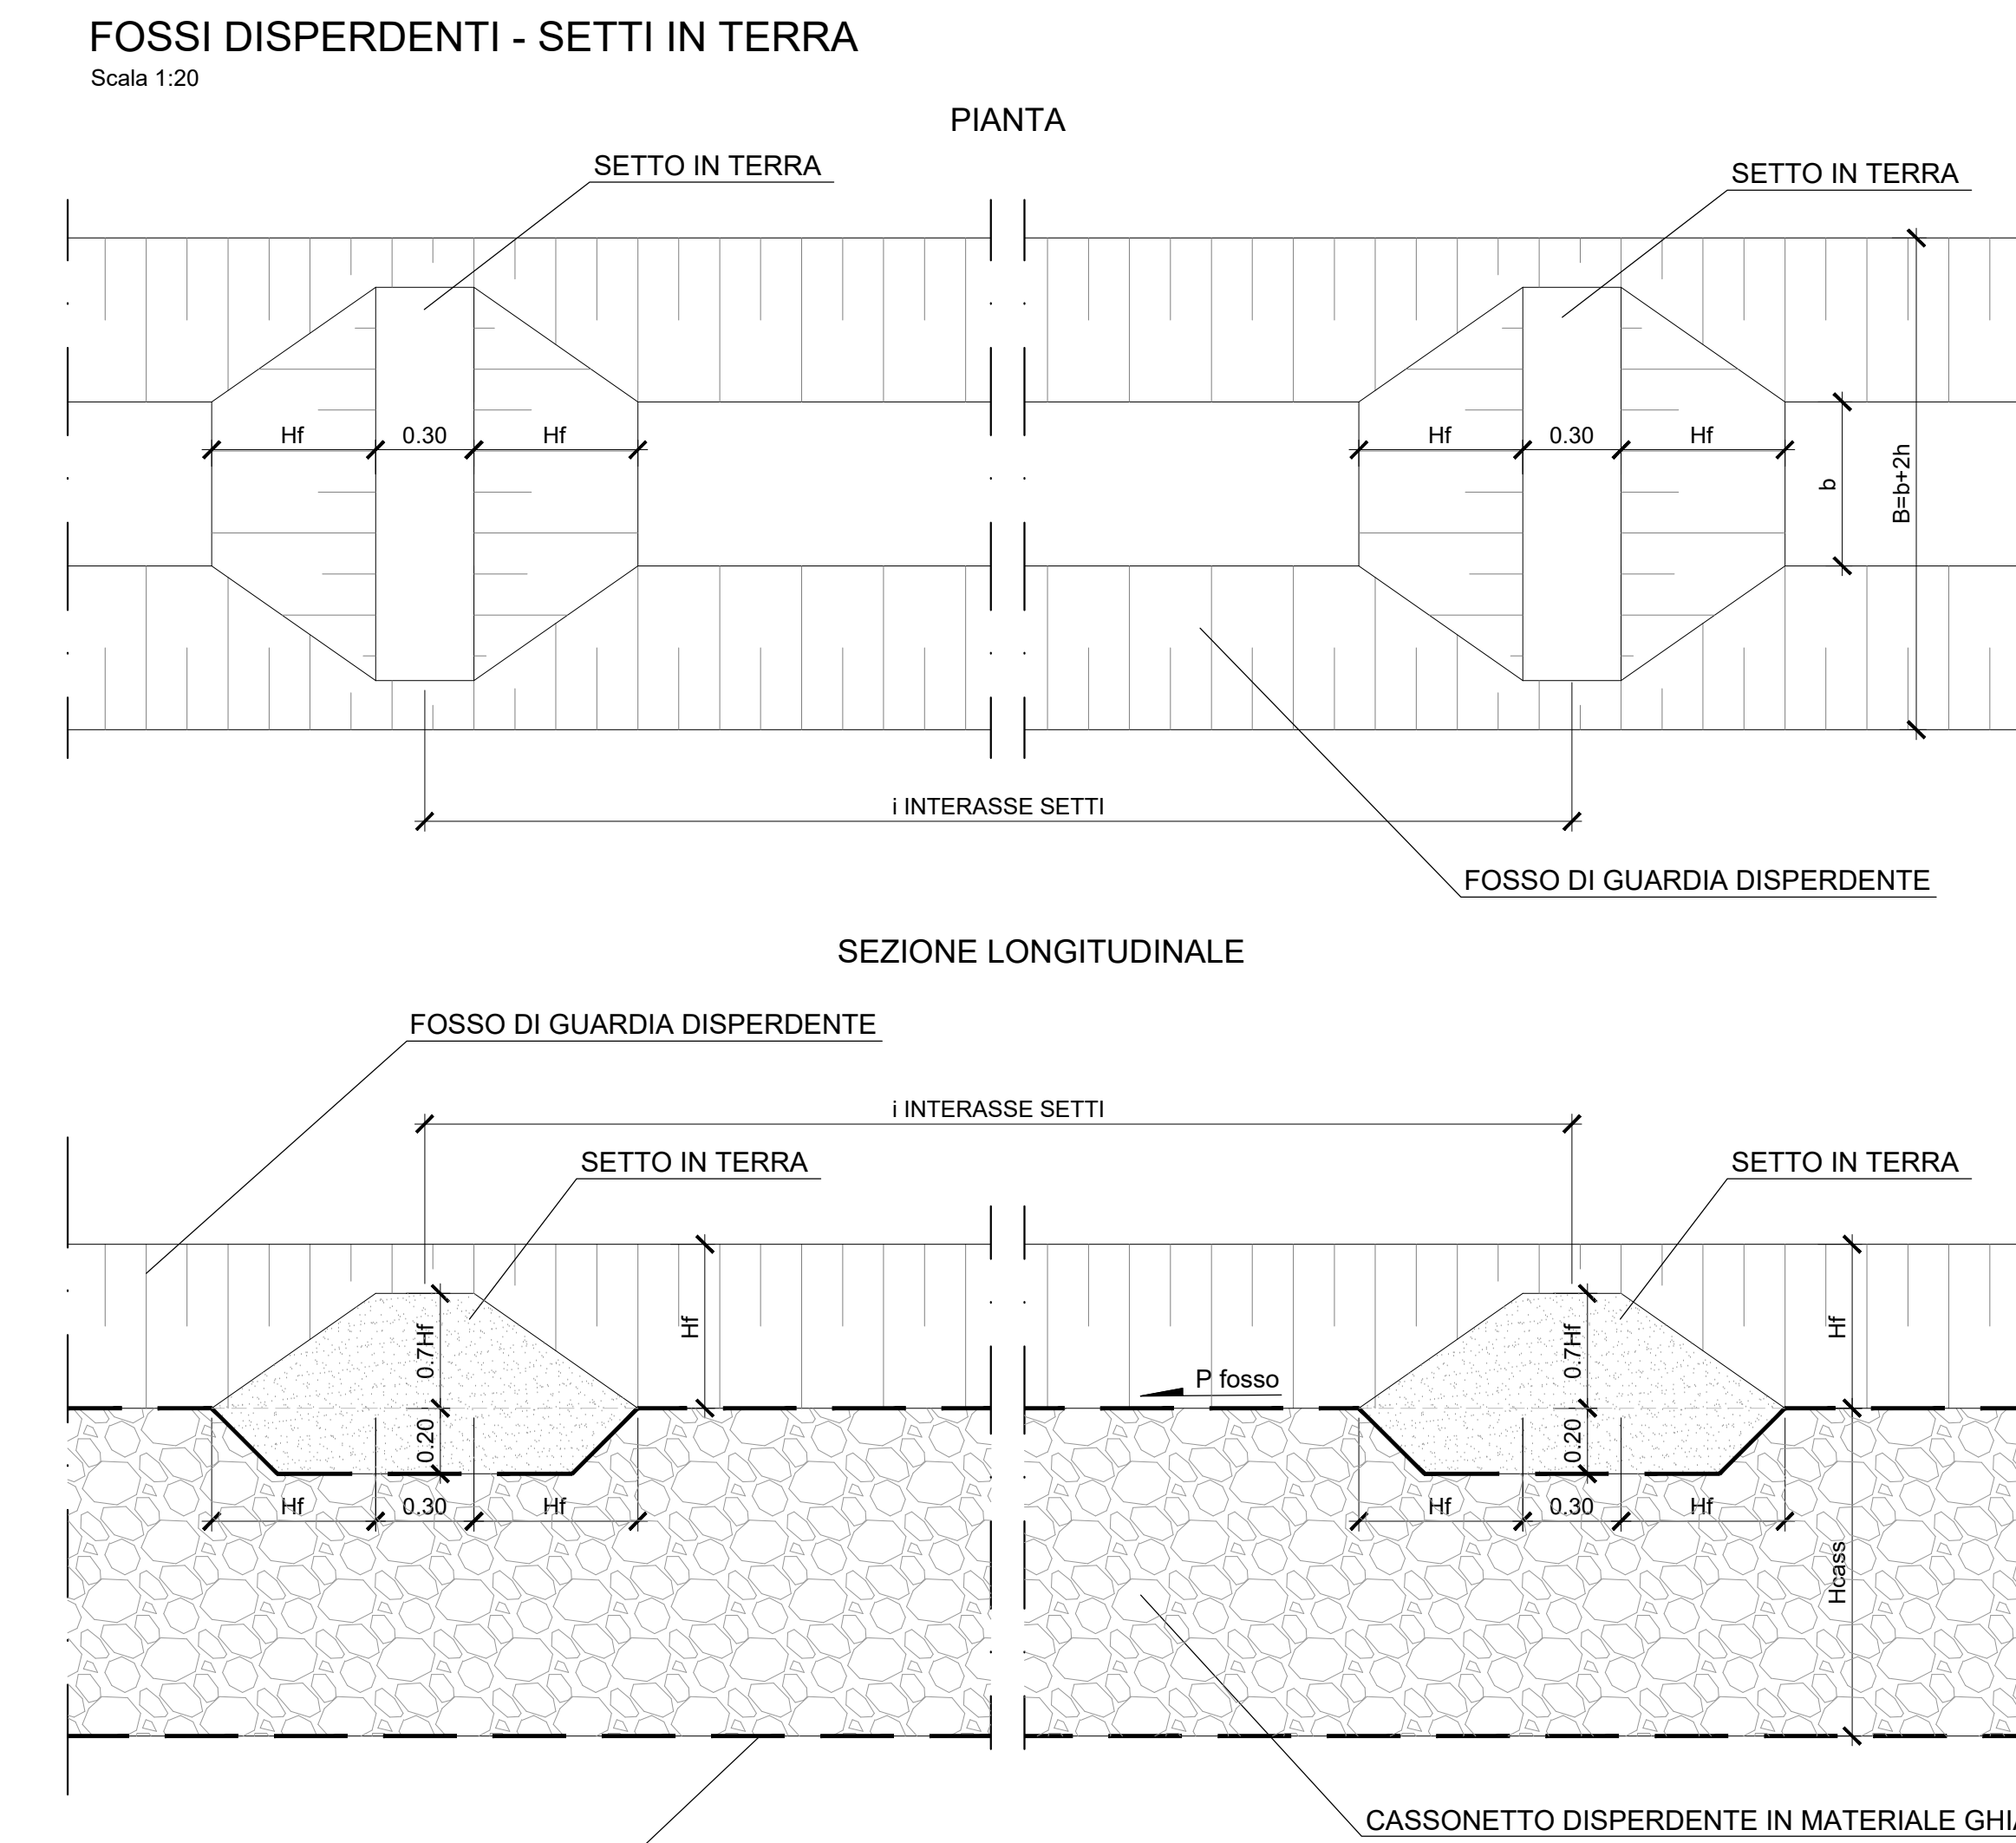 FOSSI DISPERDENTI - SETTI IN TERRA
Scala 1:20
PIANTA
SETTO IN TERRA
SETTO IN TERRA
Hf 0.30 Hf
Hf 0.30 Hf
b
B=b+2h
i INTERASSE SETTI
FOSSO DI GUARDIA DISPERDENTE
SEZIONE LONGITUDINALE
FOSSO DI GUARDIA DISPERDENTE
i INTERASSE SETTI
SETTO IN TERRA
SETTO IN TERRA
0.7Hf
Hf
0.7Hf
Hf
P fosso
0.20
0.20
Hf 0.30 Hf
Hf 0.30 Hf
Hcass
CASSONETTO DISPERDENTE IN MATERIALE GHI